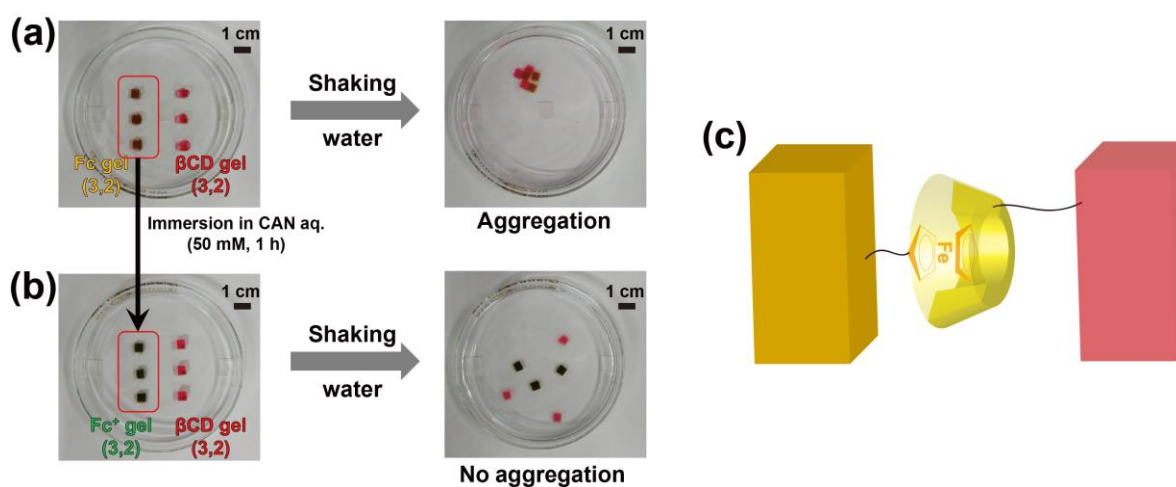 (a)
1 cm
Fc gel
(3,2)
βCD gel
(3,2)
Shaking
water
1 cm
Aggregation
Immersion in CAN aq.
(50 mM, 1 h)
(b)
1 cm
Fc⁺ gel
(3,2)
βCD gel
(3,2)
Shaking
water
1 cm
No aggregation
(c)
Fe